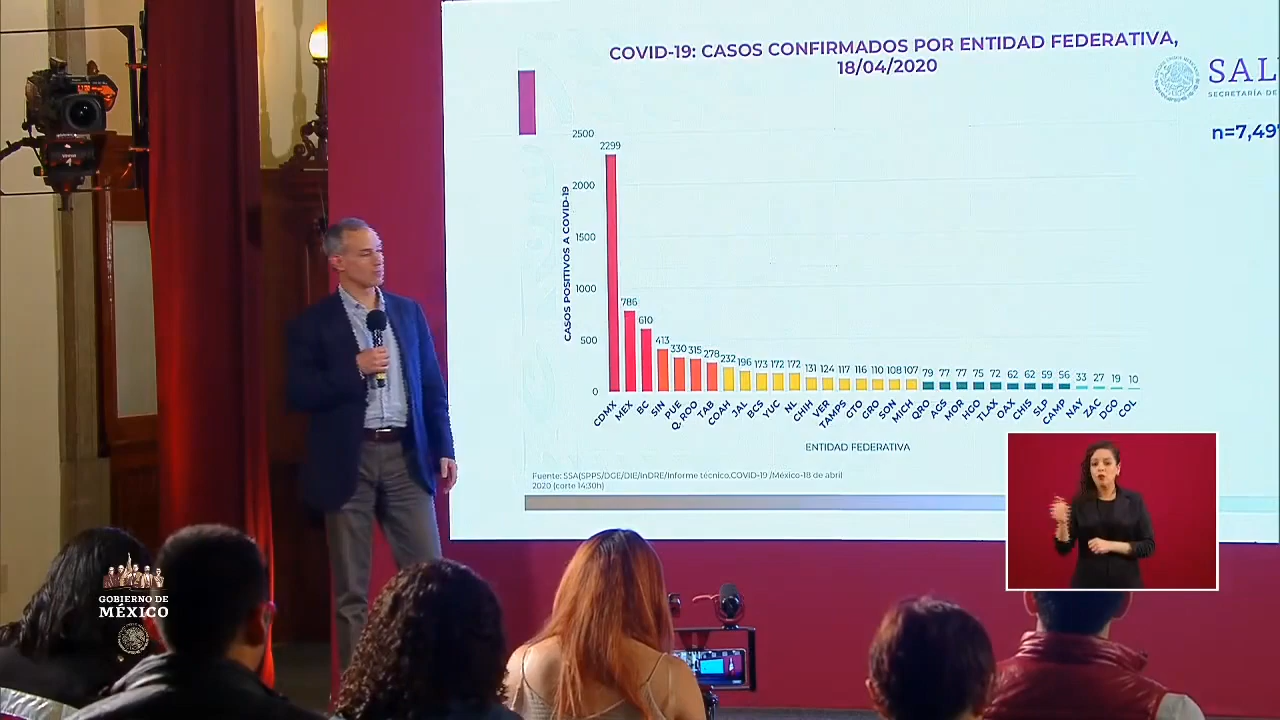 COVID-19: CASOS CONFIRMADOS POR ENTIDAD FEDERATIVA,
18/04/2020
SAL
SECRETARÍA DE
n=7,49
CASOS POSITIVOS A COVID-19
2500
2000
1500
1000
500
0
2299
786
610
413
330
315
278
232
196
173
172
172
131
124
117
116
110
108
107
79
77
77
75
72
62
62
59
56
33
27
19
10
CDMX
MEX
BC
SIN
PUE
Q. ROO
TAB
COAH
JAL
BCS
YUC
NL
CHIH
VER
TAMPS
GTO
GRO
SON
MICH
QRO
AGS
MOR
HGO
TLAX
OAX
CHIS
SLP
CAMP
NAY
ZAC
DGO
COL
ENTIDAD FEDERATIVA
Fuente: SSA(SPPS/DGE/DIE/InDRE/Informe técnico.COVID-19 /México-18 de abril
2020 (corte 14:30h)
GOBIERNO DE
MÉXICO